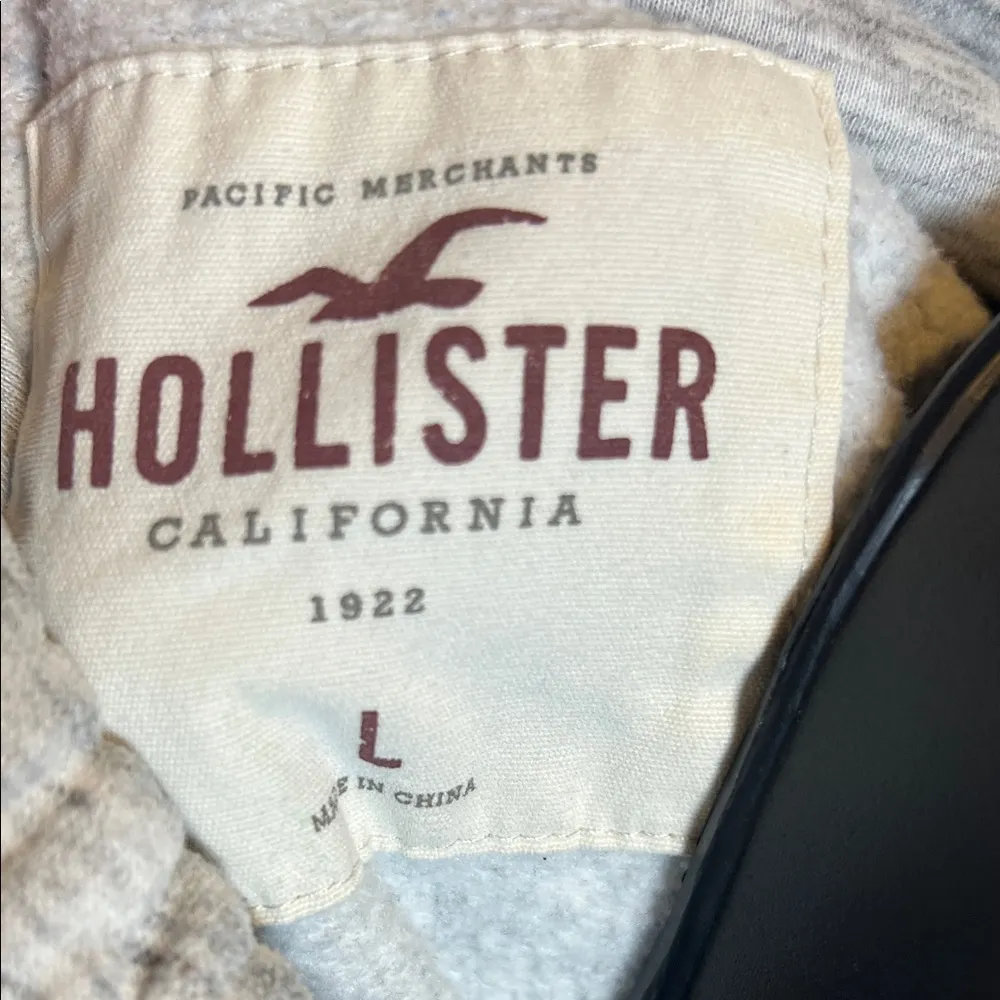 PACIFIC MERCHANTS
HOLLISTER
CALIFORNIA
1922
L
MADE IN CHINA